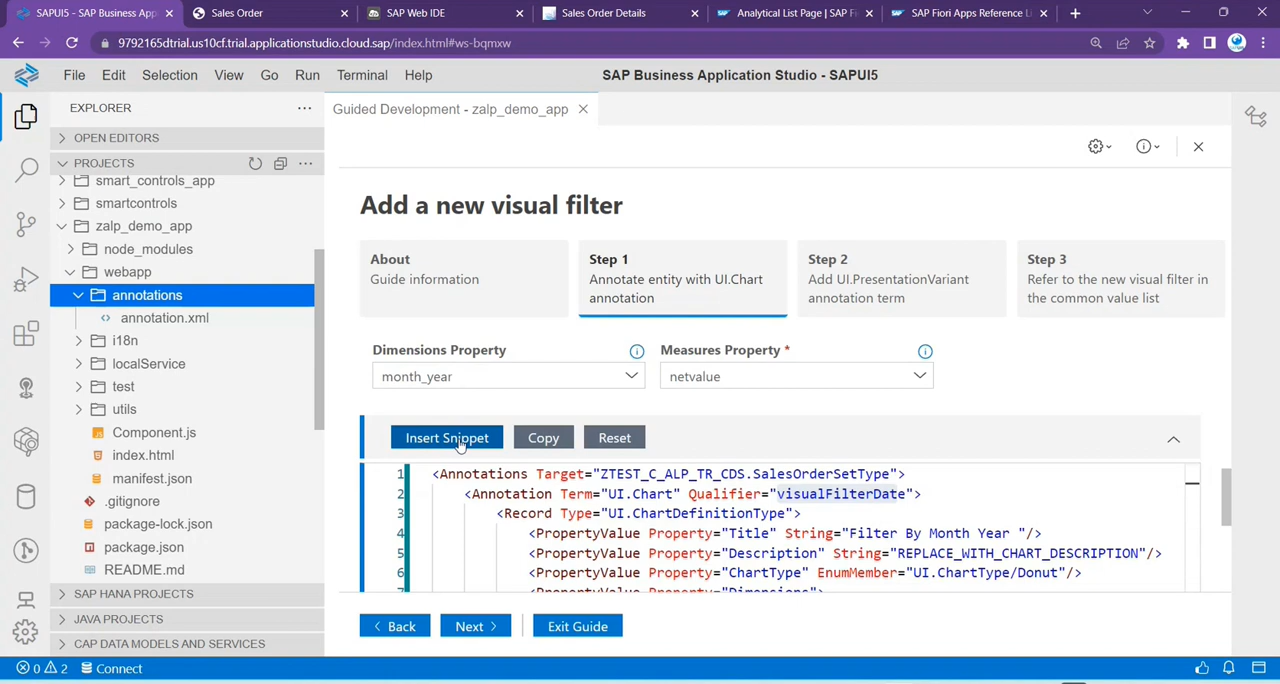 SAPUI5 - SAP Business App
Sales Order
SAP Web IDE
Sales Order Details
Analytical List Page | SAP Fi
SAP Fiori Apps Reference Li
9792165dtrial.us10cf.trial.applicationstudio.cloud.sap/index.html#ws-bqmxw
File Edit Selection View Go Run Terminal Help
SAP Business Application Studio - SAPUI5
EXPLORER
OPEN EDITORS
PROJECTS
smart_controls_app
smartcontrols
zalp_demo_app
node_modules
webapp
annotations
annotation.xml
i18n
localService
test
utils
Component.js
index.html
manifest.json
.gitignore
package-lock.json
package.json
README.md
SAP HANA PROJECTS
JAVA PROJECTS
CAP DATA MODELS AND SERVICES
Guided Development - zalp_demo_app
Add a new visual filter
About
Guide information
Step 1
Annotate entity with UI.Chart
annotation
Step 2
Add UI.PresentationVariant
annotation term
Step 3
Refer to the new visual filter in
the common value list
Dimensions Property
month_year
Measures Property *
netvalue
Insert Snippet Copy Reset
1 <Annotations Target="ZTEST_C_ALP_TR_CDS.SalesOrderSetType">
2 <Annotation Term="UI.Chart" Qualifier="visualFilterDate">
3 <Record Type="UI.ChartDefinitionType">
4 <PropertyValue Property="Title" String="Filter By Month Year "/>
5 <PropertyValue Property="Description" String="REPLACE_WITH_CHART_DESCRIPTION"/>
6 <PropertyValue Property="ChartType" EnumMember="UI.ChartType/Donut"/>
7 <PropertyValue Property="Dimensions">
Back Next Exit Guide
0 2 Connect